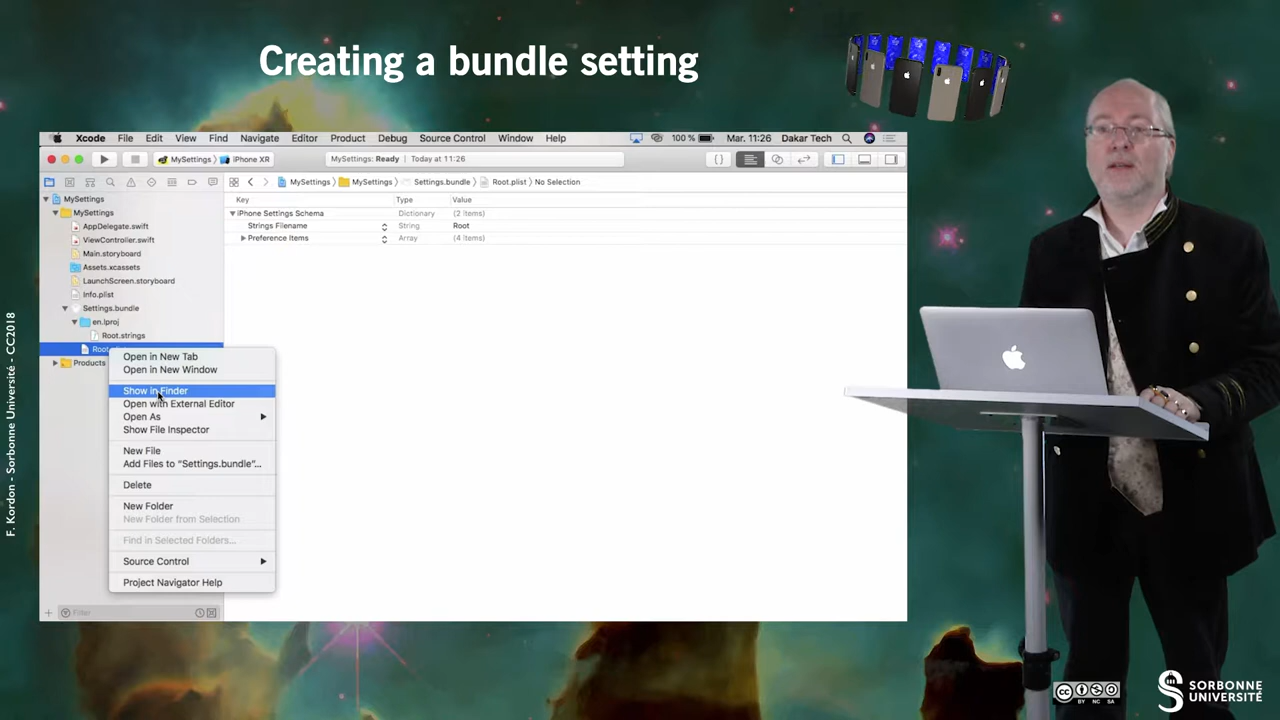 Creating a bundle setting
Xcode File Edit View Find Navigate Editor Product Debug Source Control Window Help
100 % Mar. 11:26 Dakar Tech
MySettings iPhone XR
MySettings: Ready | Today at 11:26
MySettings MySettings Settings.bundle Root.plist No Selection
MySettings
MySettings
AppDelegate.swift
ViewController.swift
Main.storyboard
Assets.xcassets
LaunchScreen.storyboard
Info.plist
Settings.bundle
en.lproj
Root.strings
Root
Products
Key Type Value
iPhone Settings Schema Dictionary (2 items)
Strings Filename String Root
Preference Items Array (4 items)
Open in New Tab
Open in New Window
Show in Finder
Open with External Editor
Open As
Show File Inspector
New File
Add Files to “Settings.bundle”...
Delete
New Folder
New Folder from Selection
Find in Selected Folders...
Source Control
Project Navigator Help
Filter
F. Kordon - Sorbonne Université - CC2018
BY NC SA
SORBONNE
UNIVERSITÉ